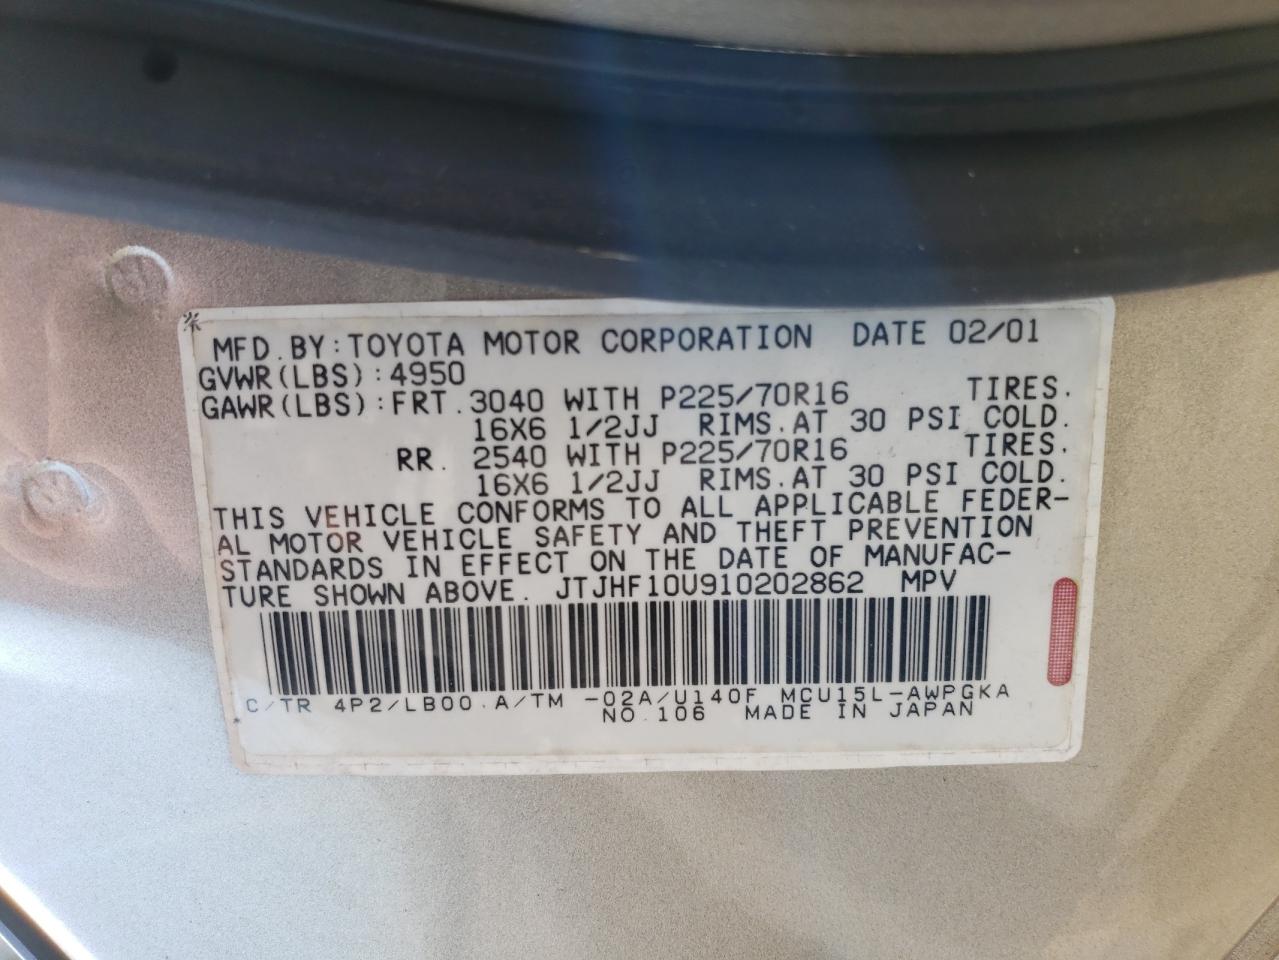 MFD.BY:TOYOTA MOTOR CORPORATION DATE 02/01
GVWR(LBS):4950
GAWR(LBS):FRT.3040 WITH P225/70R16 TIRES.
16X6 1/2JJ RIMS.AT 30 PSI COLD.
RR. 2540 WITH P225/70R16 TIRES.
16X6 1/2JJ RIMS.AT 30 PSI COLD.
THIS VEHICLE CONFORMS TO ALL APPLICABLE FEDER-
AL MOTOR VEHICLE SAFETY AND THEFT PREVENTION
STANDARDS IN EFFECT ON THE DATE OF MANUFAC-
TURE SHOWN ABOVE. JTJHF10U910202862 MPV
C/TR 4P2/LB00.A/TM -02A/U140F MCU15L-AWPGKA
NO.106 MADE IN JAPAN